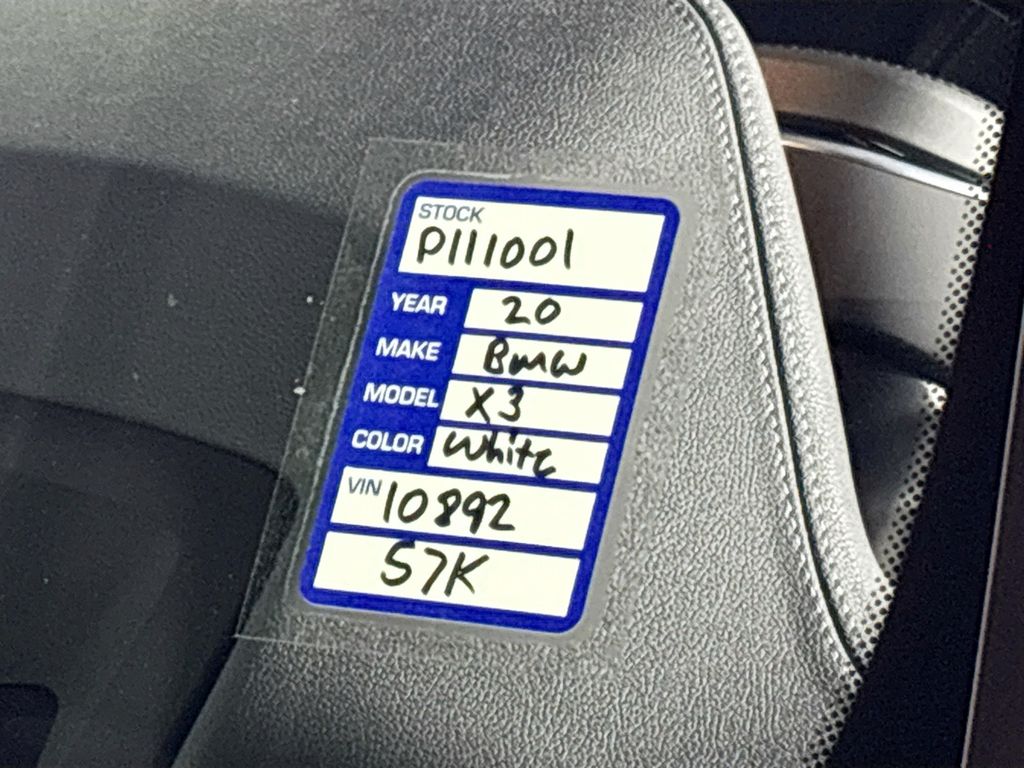 STOCK
P111001
YEAR 20
MAKE BMW
MODEL X3
COLOR White
VIN 10892
57K